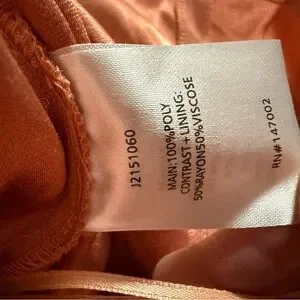 J2151060
MAIN:100%POLY
CONTRAST+LINING:
50%RAYON50%VISCOSE
RN#147002